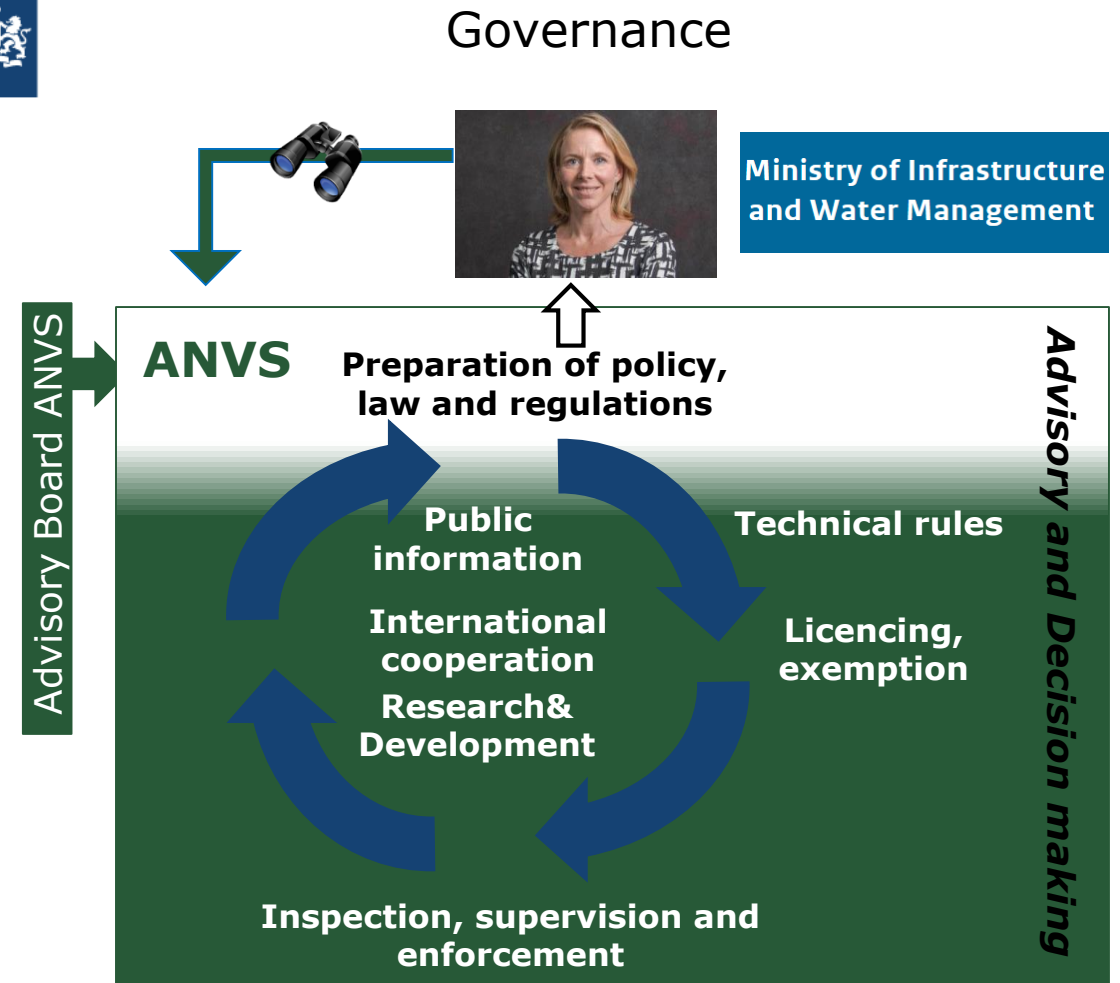 Governance
Ministry of Infrastructure
and Water Management
Advisory Board ANVS
ANVS
Preparation of policy,
law and regulations
Advisory and Decision making
Public
information
Technical rules
International
cooperation
Licencing,
exemption
Research&
Development
Inspection, supervision and
enforcement